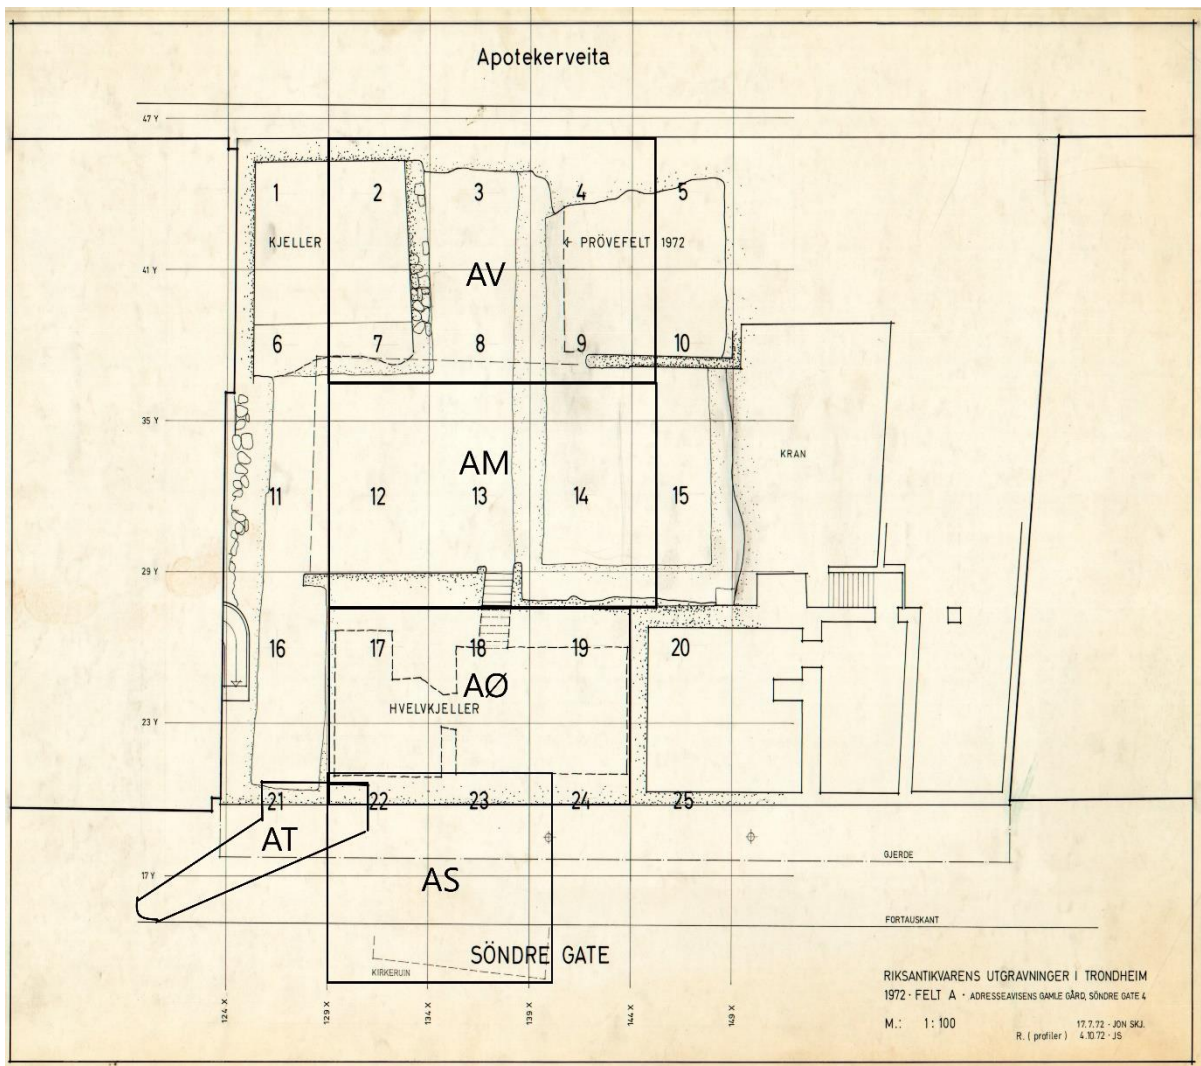 Apotekerveita
47 Y
1 2 3 4 5
KJELLER
← PRÖVEFELT 1972
41 Y
AV
6 7 8 9 10
35 Y
KRAN
AM
11 12 13 14 15
29 Y
16 17 18 19 20
AØ
HVELVKJELLER
23 Y
21 22 23 24 25
AT
GJERDE
17 Y
AS
FORTAUSKANT
SÖNDRE GATE
KIRKERUIN
124 X 129 X 134 X 139 X 144 X 149 X
RIKSANTIKVARENS UTGRAVNINGER I TRONDHEIM
1972 · FELT A · ADRESSEAVISENS GAMLE GÅRD, SÖNDRE GATE 4
M.: 1:100
17.7.72 - JON SKJ.
R. ( profiler ) 4.10.72 - JS